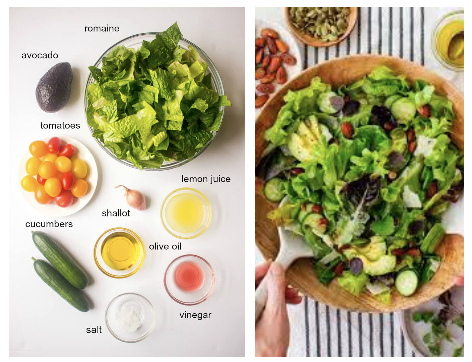 romaine
avocado
tomatoes
lemon juice
shallot
cucumbers
olive oil
vinegar
salt